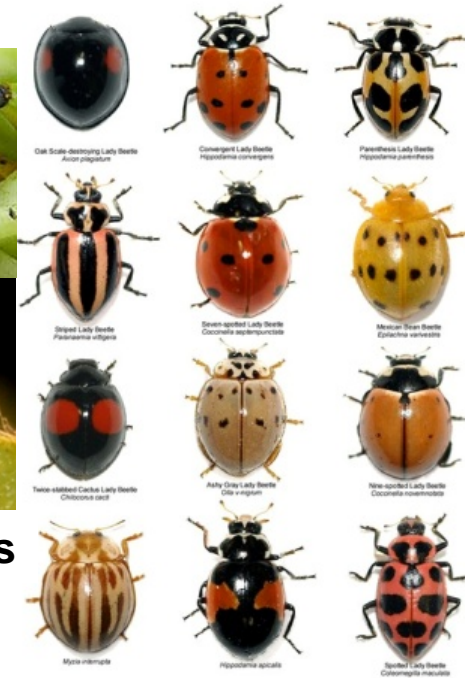 Oak Scale-destroying Lady Beetle
Axion plagiatum
Convergent Lady Beetle
Hippodamia convergens
Parenthesis Lady Beetle
Hippodamia parenthesis
Striped Lady Beetle
Paranaemia vittigera
Seven-spotted Lady Beetle
Coccinella septempunctata
Mexican Bean Beetle
Epilachna varivestis
Twice-stabbed Cactus Lady Beetle
Chilocorus cacti
Ashy Gray Lady Beetle
Olla v-nigrum
Nine-spotted Lady Beetle
Coccinella novemnotata
s
Mysia interrupta
Hippodamia apicalis
Spotted Lady Beetle
Coleomegilla maculata